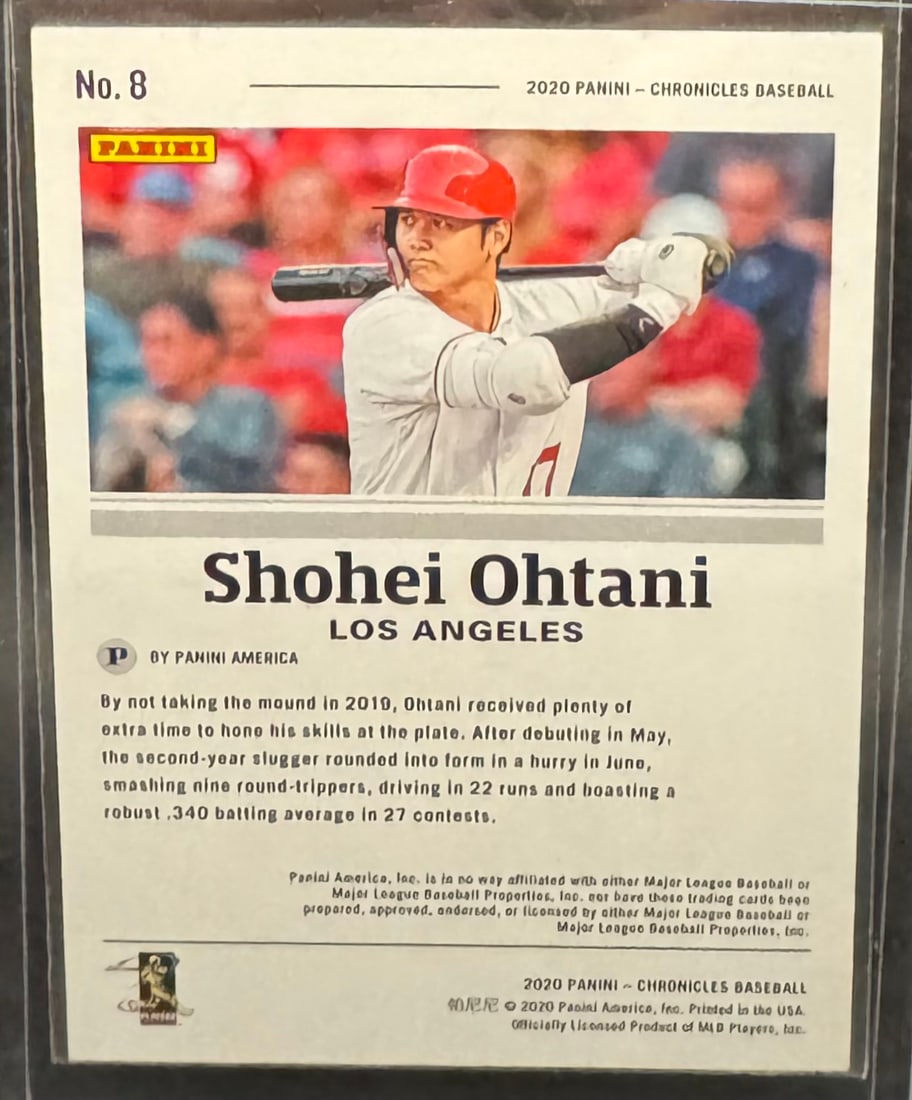 No. 8
2020 PANINI – CHRONICLES BASEBALL
PANINI
Shohei Ohtani
LOS ANGELES
P BY PANINI AMERICA
By not taking the mound in 2019, Ohtani received plenty of
extra time to hone his skills at the plate. After debuting in May,
the second-year slugger rounded into form in a hurry in June,
smashing nine round-trippers, driving in 22 runs and boasting a
robust .340 batting average in 27 contests.
Panini America, Inc. is in no way affiliated with either Major League Baseball or
Major League Baseball Properties, Inc. nor have these trading cards been
prepared, approved, endorsed, or licensed by either Major League Baseball or
Major League Baseball Properties, Inc.
2020 PANINI – CHRONICLES BASEBALL
帕尼尼 © 2020 Panini America, Inc. Printed in the USA.
Officially Licensed Product of MLB Players, Inc.